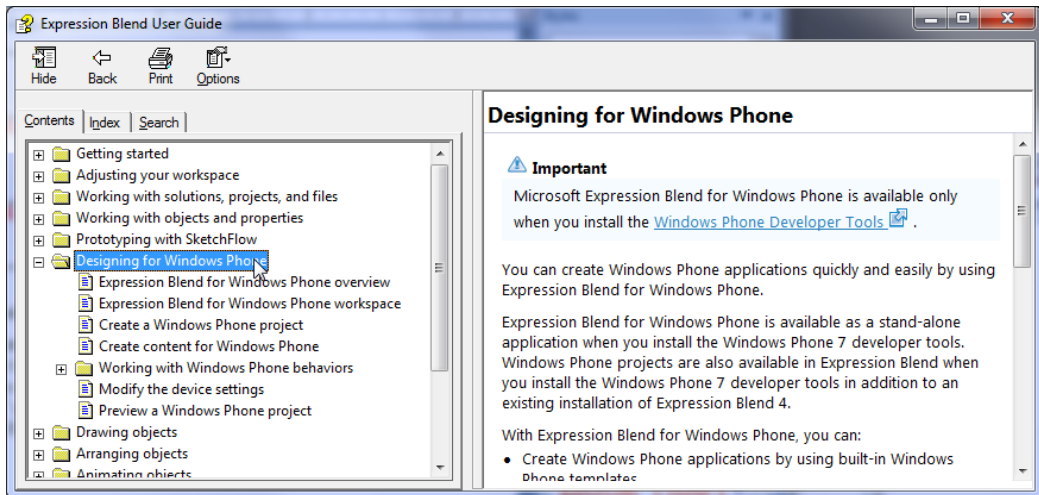 Expression Blend User Guide
Hide Back Print Options
Contents Index Search
Getting started
Adjusting your workspace
Working with solutions, projects, and files
Working with objects and properties
Prototyping with SketchFlow
Designing for Windows Phone
Expression Blend for Windows Phone overview
Expression Blend for Windows Phone workspace
Create a Windows Phone project
Create content for Windows Phone
Working with Windows Phone behaviors
Modify the device settings
Preview a Windows Phone project
Drawing objects
Arranging objects
Animating objects
Designing for Windows Phone
Important
Microsoft Expression Blend for Windows Phone is available only
when you install the Windows Phone Developer Tools .
You can create Windows Phone applications quickly and easily by using
Expression Blend for Windows Phone.
Expression Blend for Windows Phone is available as a stand-alone
application when you install the Windows Phone 7 developer tools.
Windows Phone projects are also available in Expression Blend when
you install the Windows Phone 7 developer tools in addition to an
existing installation of Expression Blend 4.
With Expression Blend for Windows Phone, you can:
• Create Windows Phone applications by using built-in Windows
Phone templates